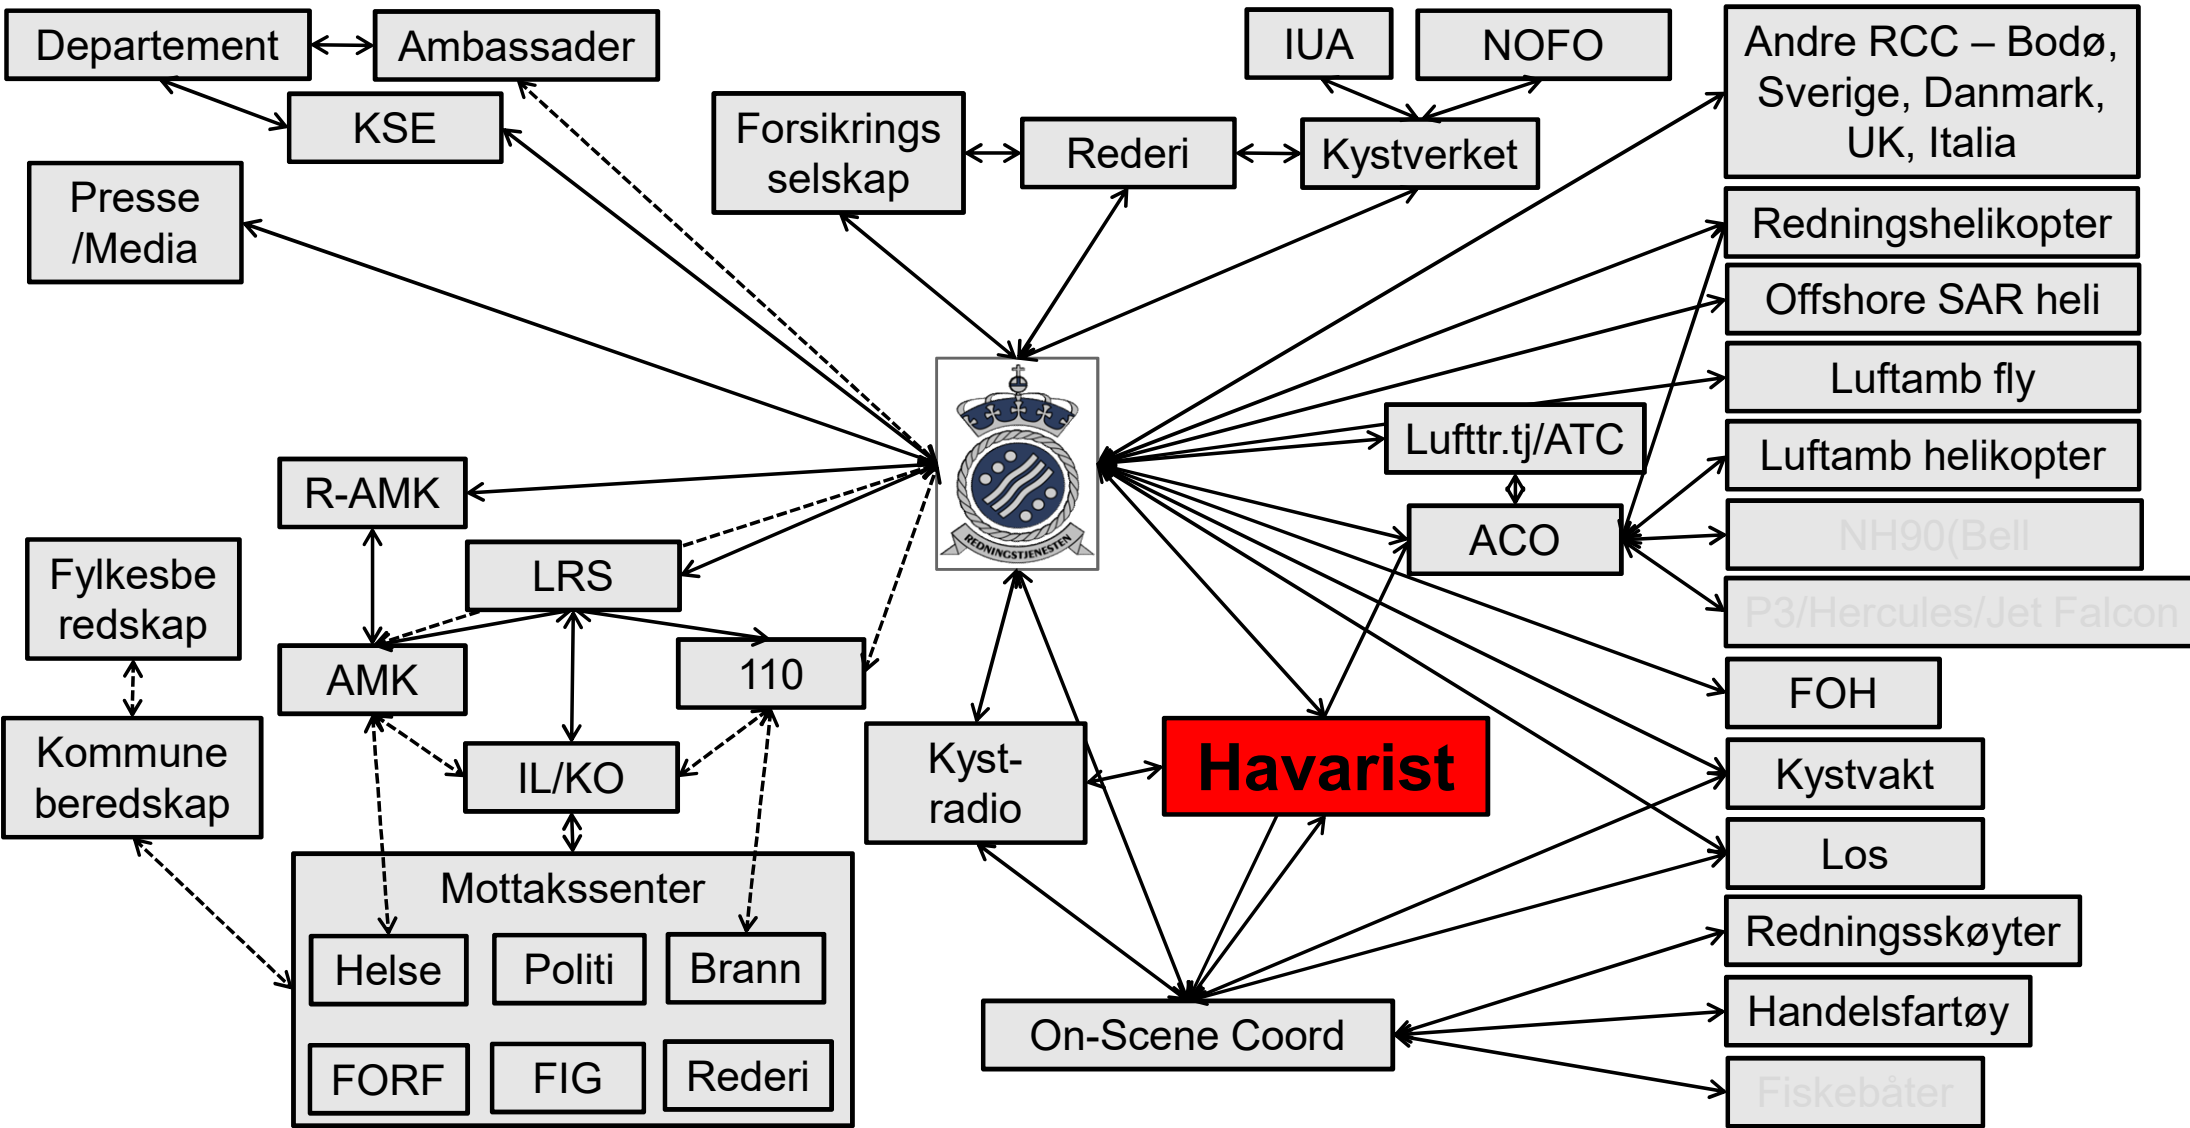 Departement
Ambassader
KSE
Presse
/Media
Forsikrings
selskap
Rederi
IUA
NOFO
Kystverket
Andre RCC – Bodø,
Sverige, Danmark,
UK, Italia
Redningshelikopter
Offshore SAR heli
Luftamb fly
Lufttr.tj/ATC
Luftamb helikopter
ACO
NH90(Bell
P3/Hercules/Jet Falcon
REDNINGSTJENESTEN
R-AMK
LRS
Fylkesbe
redskap
AMK
110
FOH
Kommune
beredskap
IL/KO
Kyst-
radio
Havarist
Kystvakt
Los
Mottakssenter
Helse
Politi
Brann
FORF
FIG
Rederi
On-Scene Coord
Redningsskøyter
Handelsfartøy
Fiskebåter